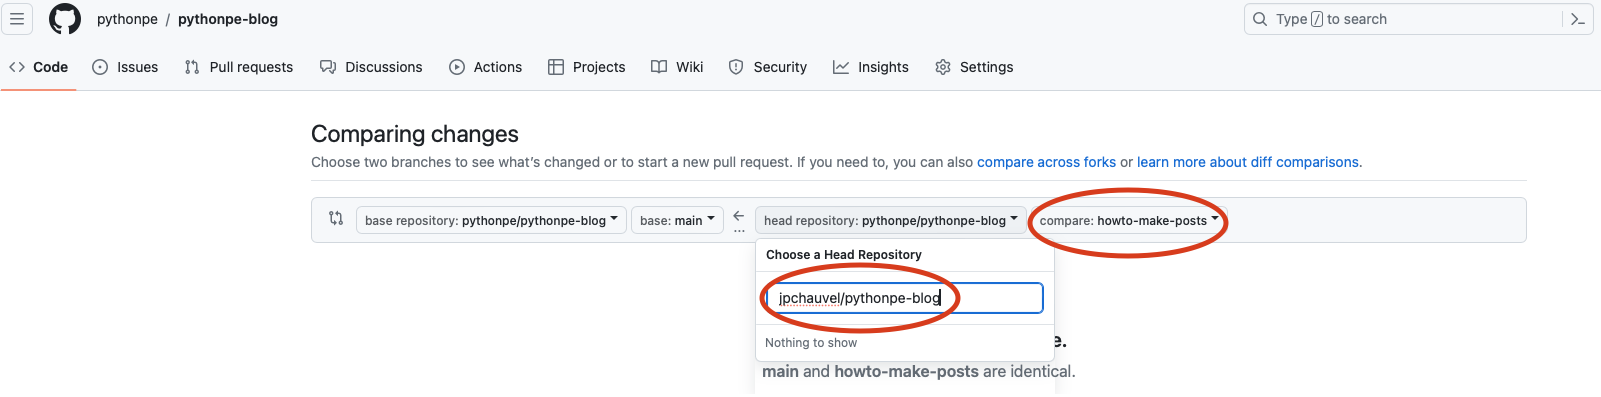 pythonpe / pythonpe-blog
Type / to search
Code Issues Pull requests Discussions Actions Projects Wiki Security Insights Settings
Comparing changes
Choose two branches to see what's changed or to start a new pull request. If you need to, you can also compare across forks or learn more about diff comparisons.
base repository: pythonpe/pythonpe-blog base: main ← ... head repository: pythonpe/pythonpe-blog compare: howto-make-posts
Choose a Head Repository
jpchauvel/pythonpe-blog
Nothing to show
e.
main and howto-make-posts are identical.